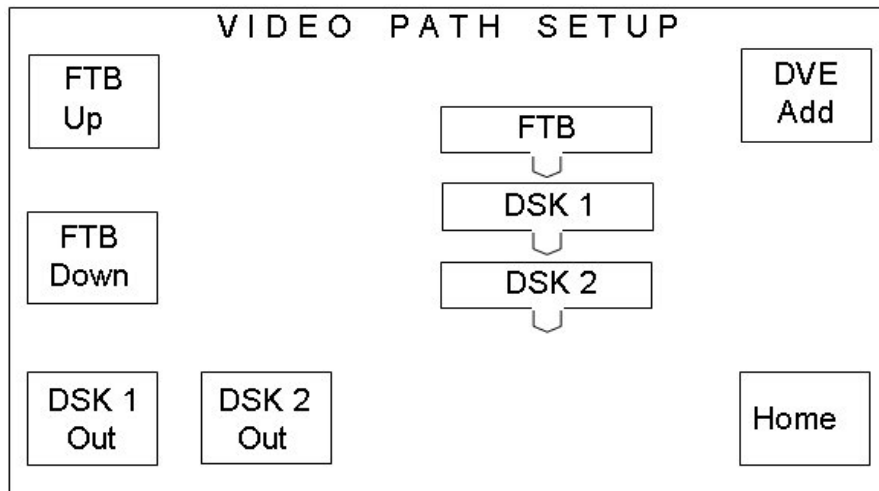 VIDEO PATH SETUP
FTB
Up
DVE
Add
FTB
DSK 1
DSK 2
FTB
Down
DSK 1
Out
DSK 2
Out
Home